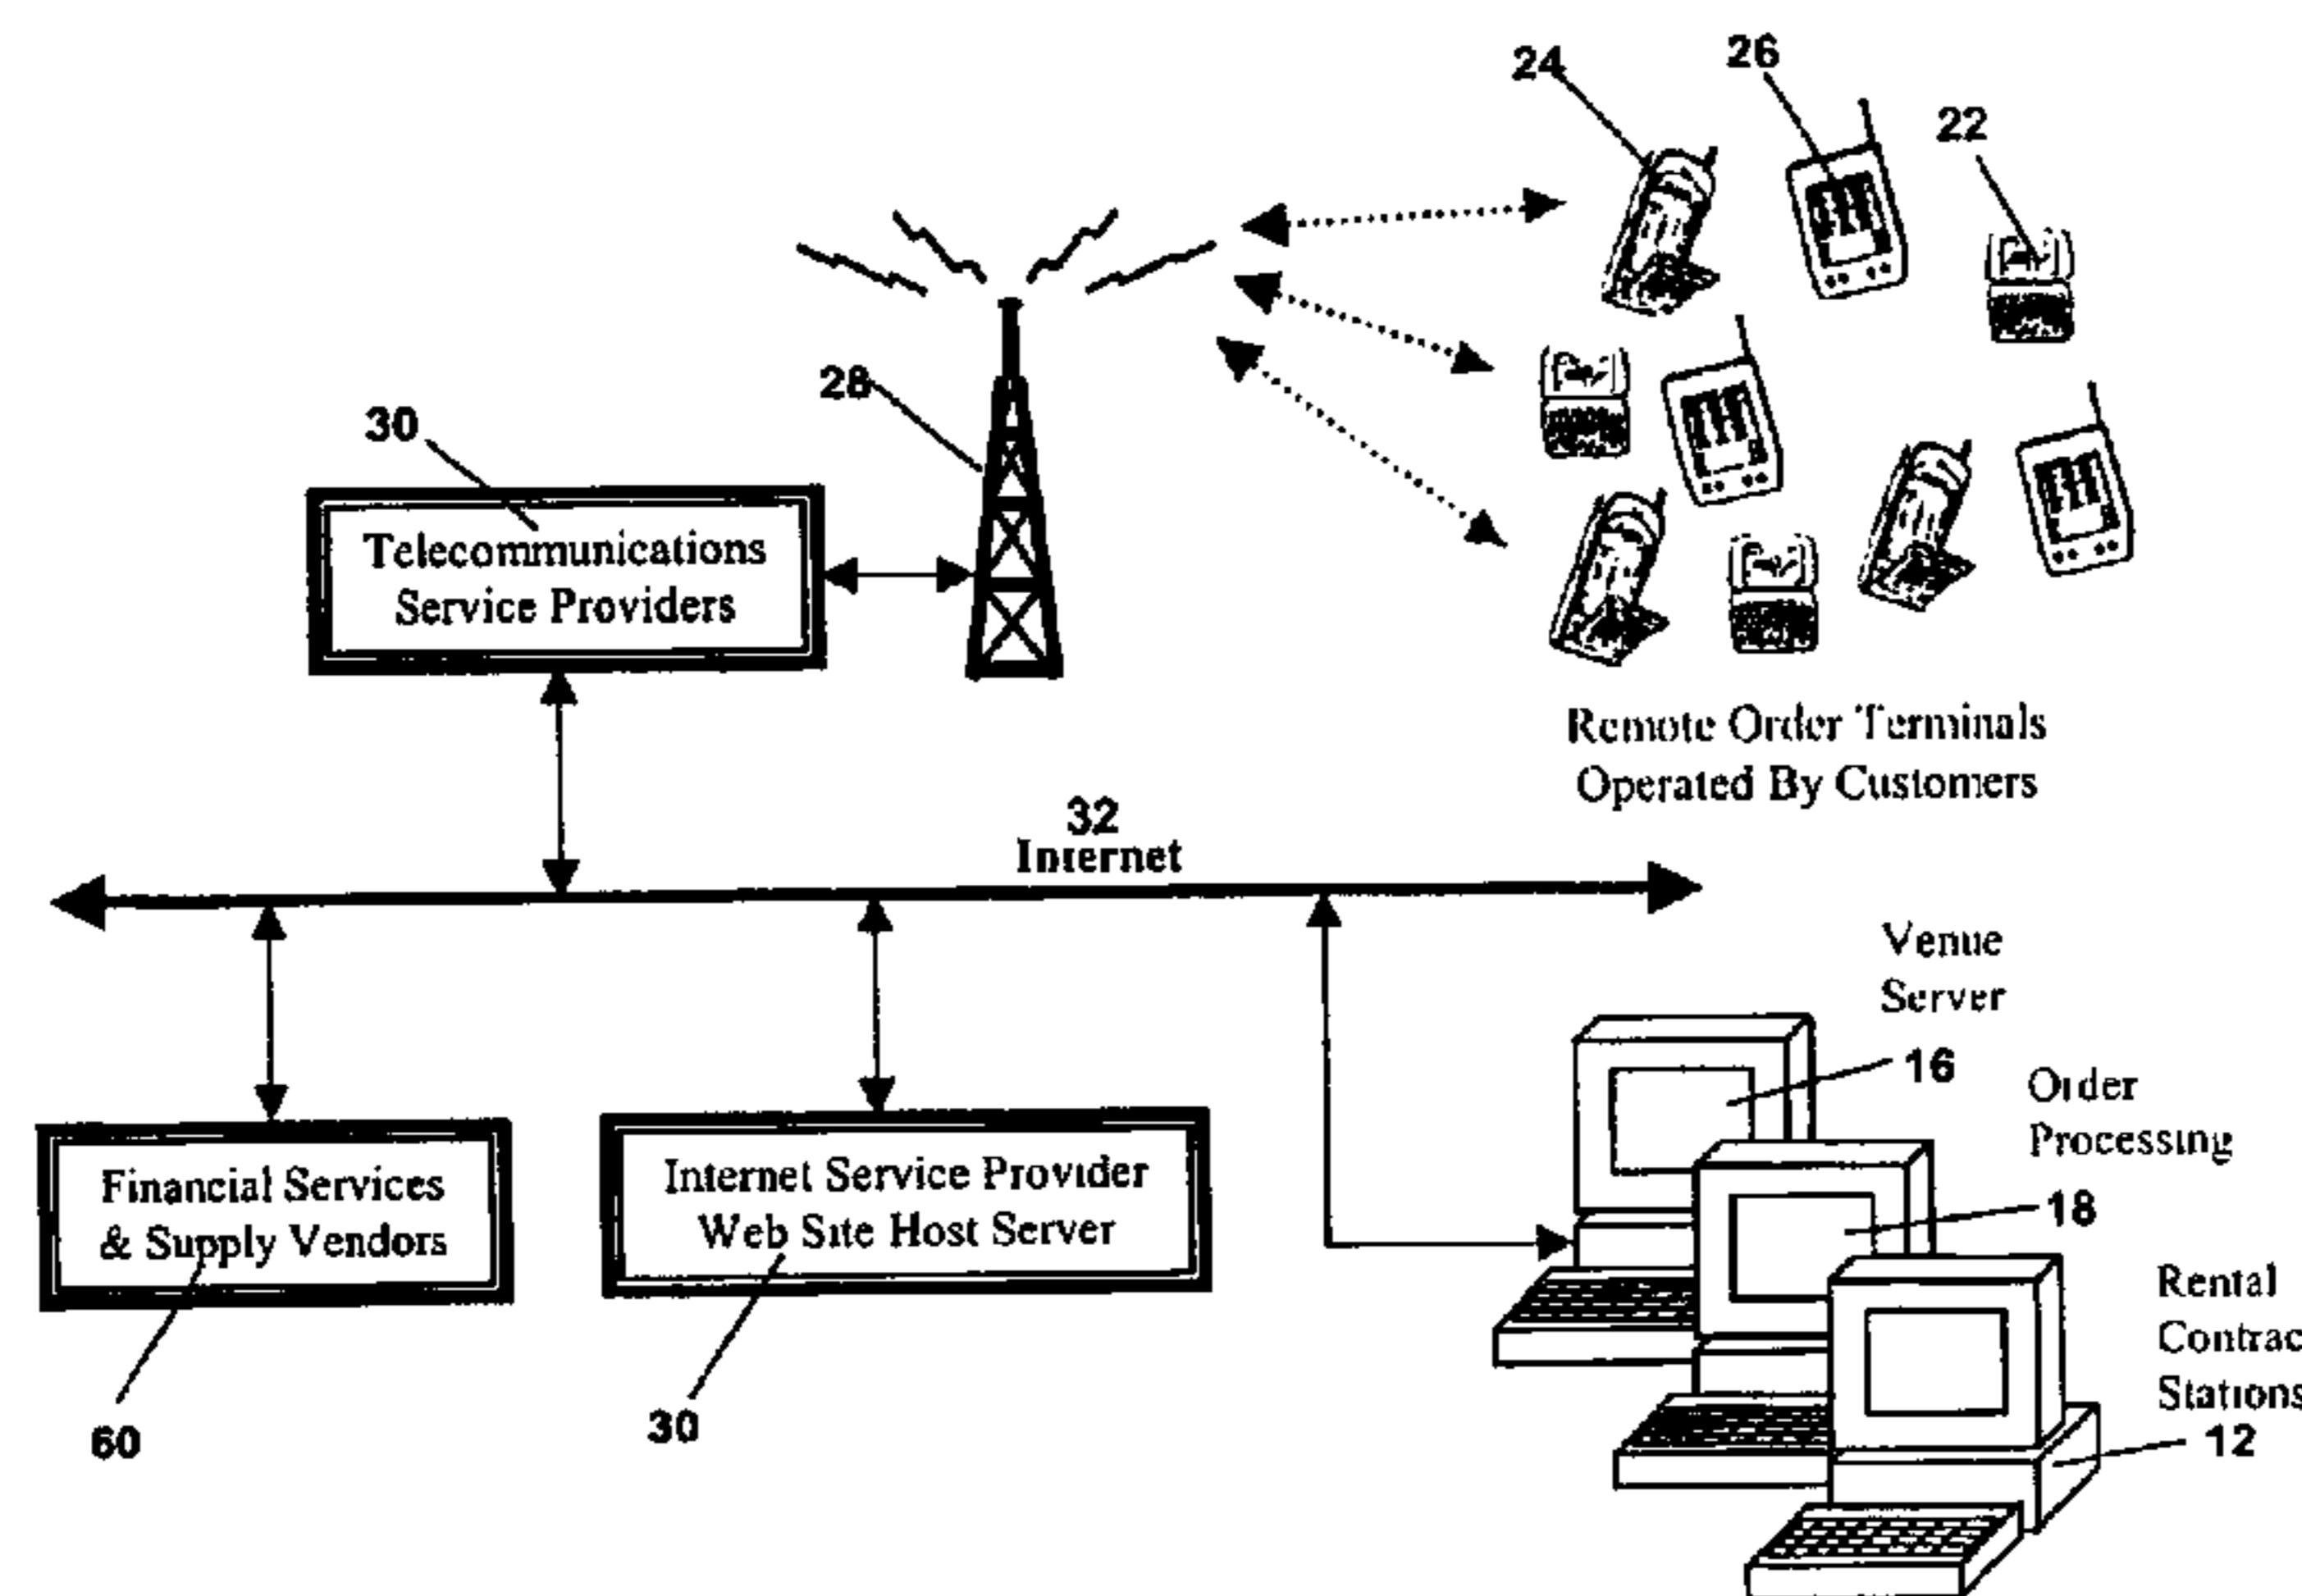 24
26
22
28
30
Telecommunications
Service Providers
Remote Order Terminals
Operated By Customers
32
Internet
Venue
Server
16
Order
Processing
18
Financial Services
& Supply Vendors
Internet Service Provider
Web Site Host Server
Rental
Contrac
Stations
12
60
30